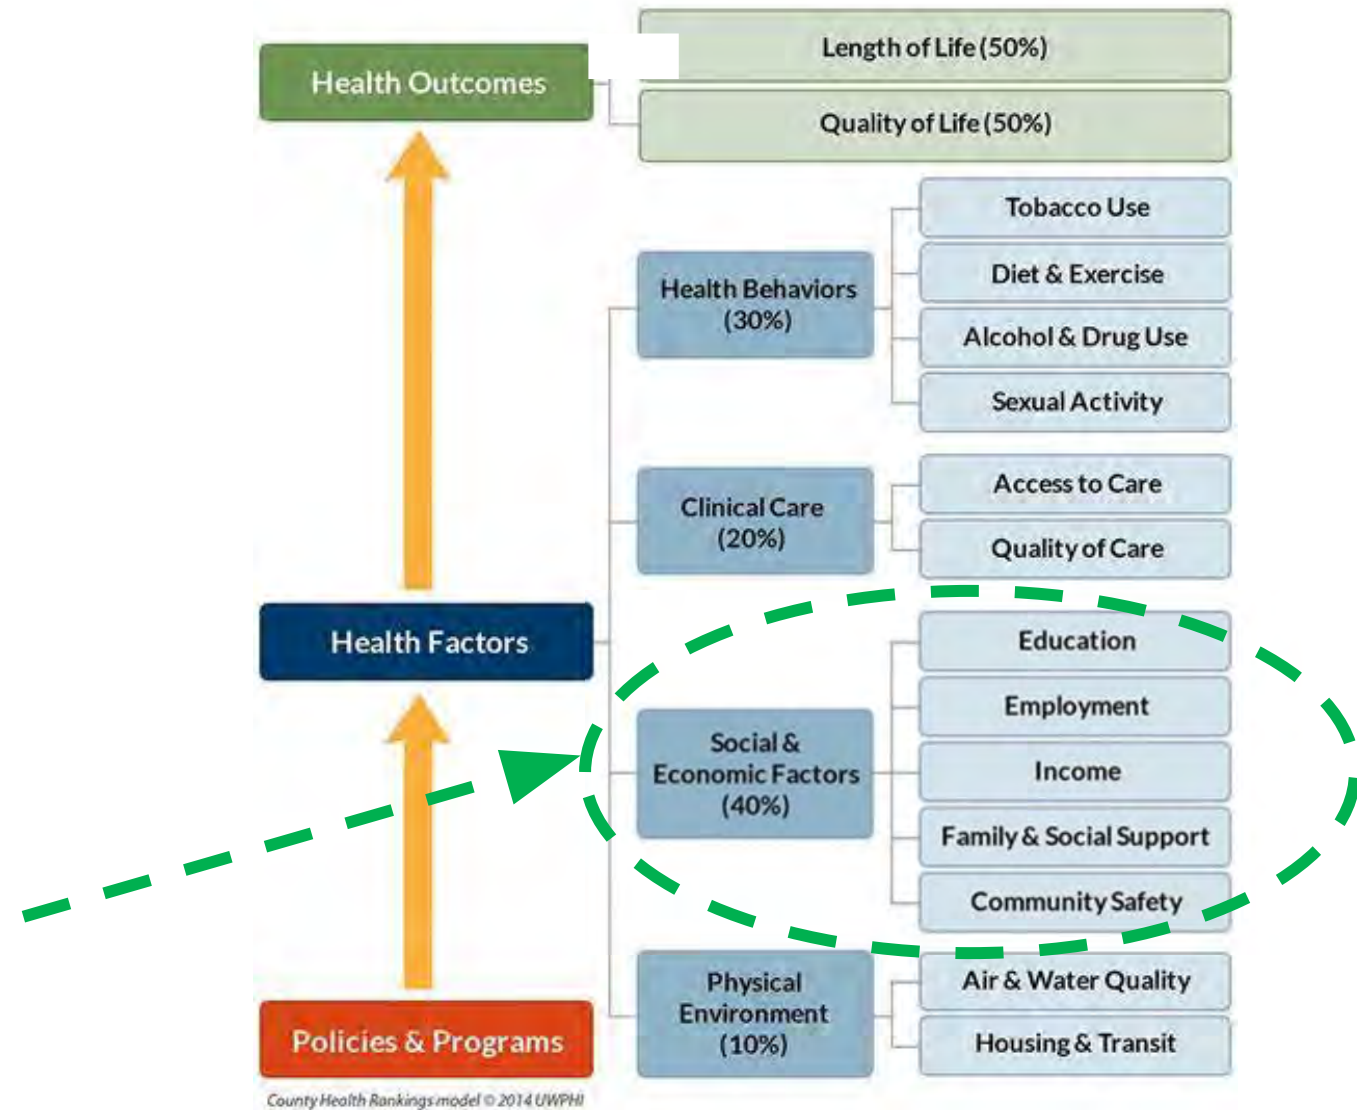 Health Outcomes
Length of Life (50%)
Quality of Life (50%)
Health Factors
Health Behaviors
(30%)
Tobacco Use
Diet & Exercise
Alcohol & Drug Use
Sexual Activity
Clinical Care
(20%)
Access to Care
Quality of Care
Social &
Economic Factors
(40%)
Education
Employment
Income
Family & Social Support
Community Safety
Physical
Environment
(10%)
Air & Water Quality
Housing & Transit
Policies & Programs
County Health Rankings model © 2014 UWPHI